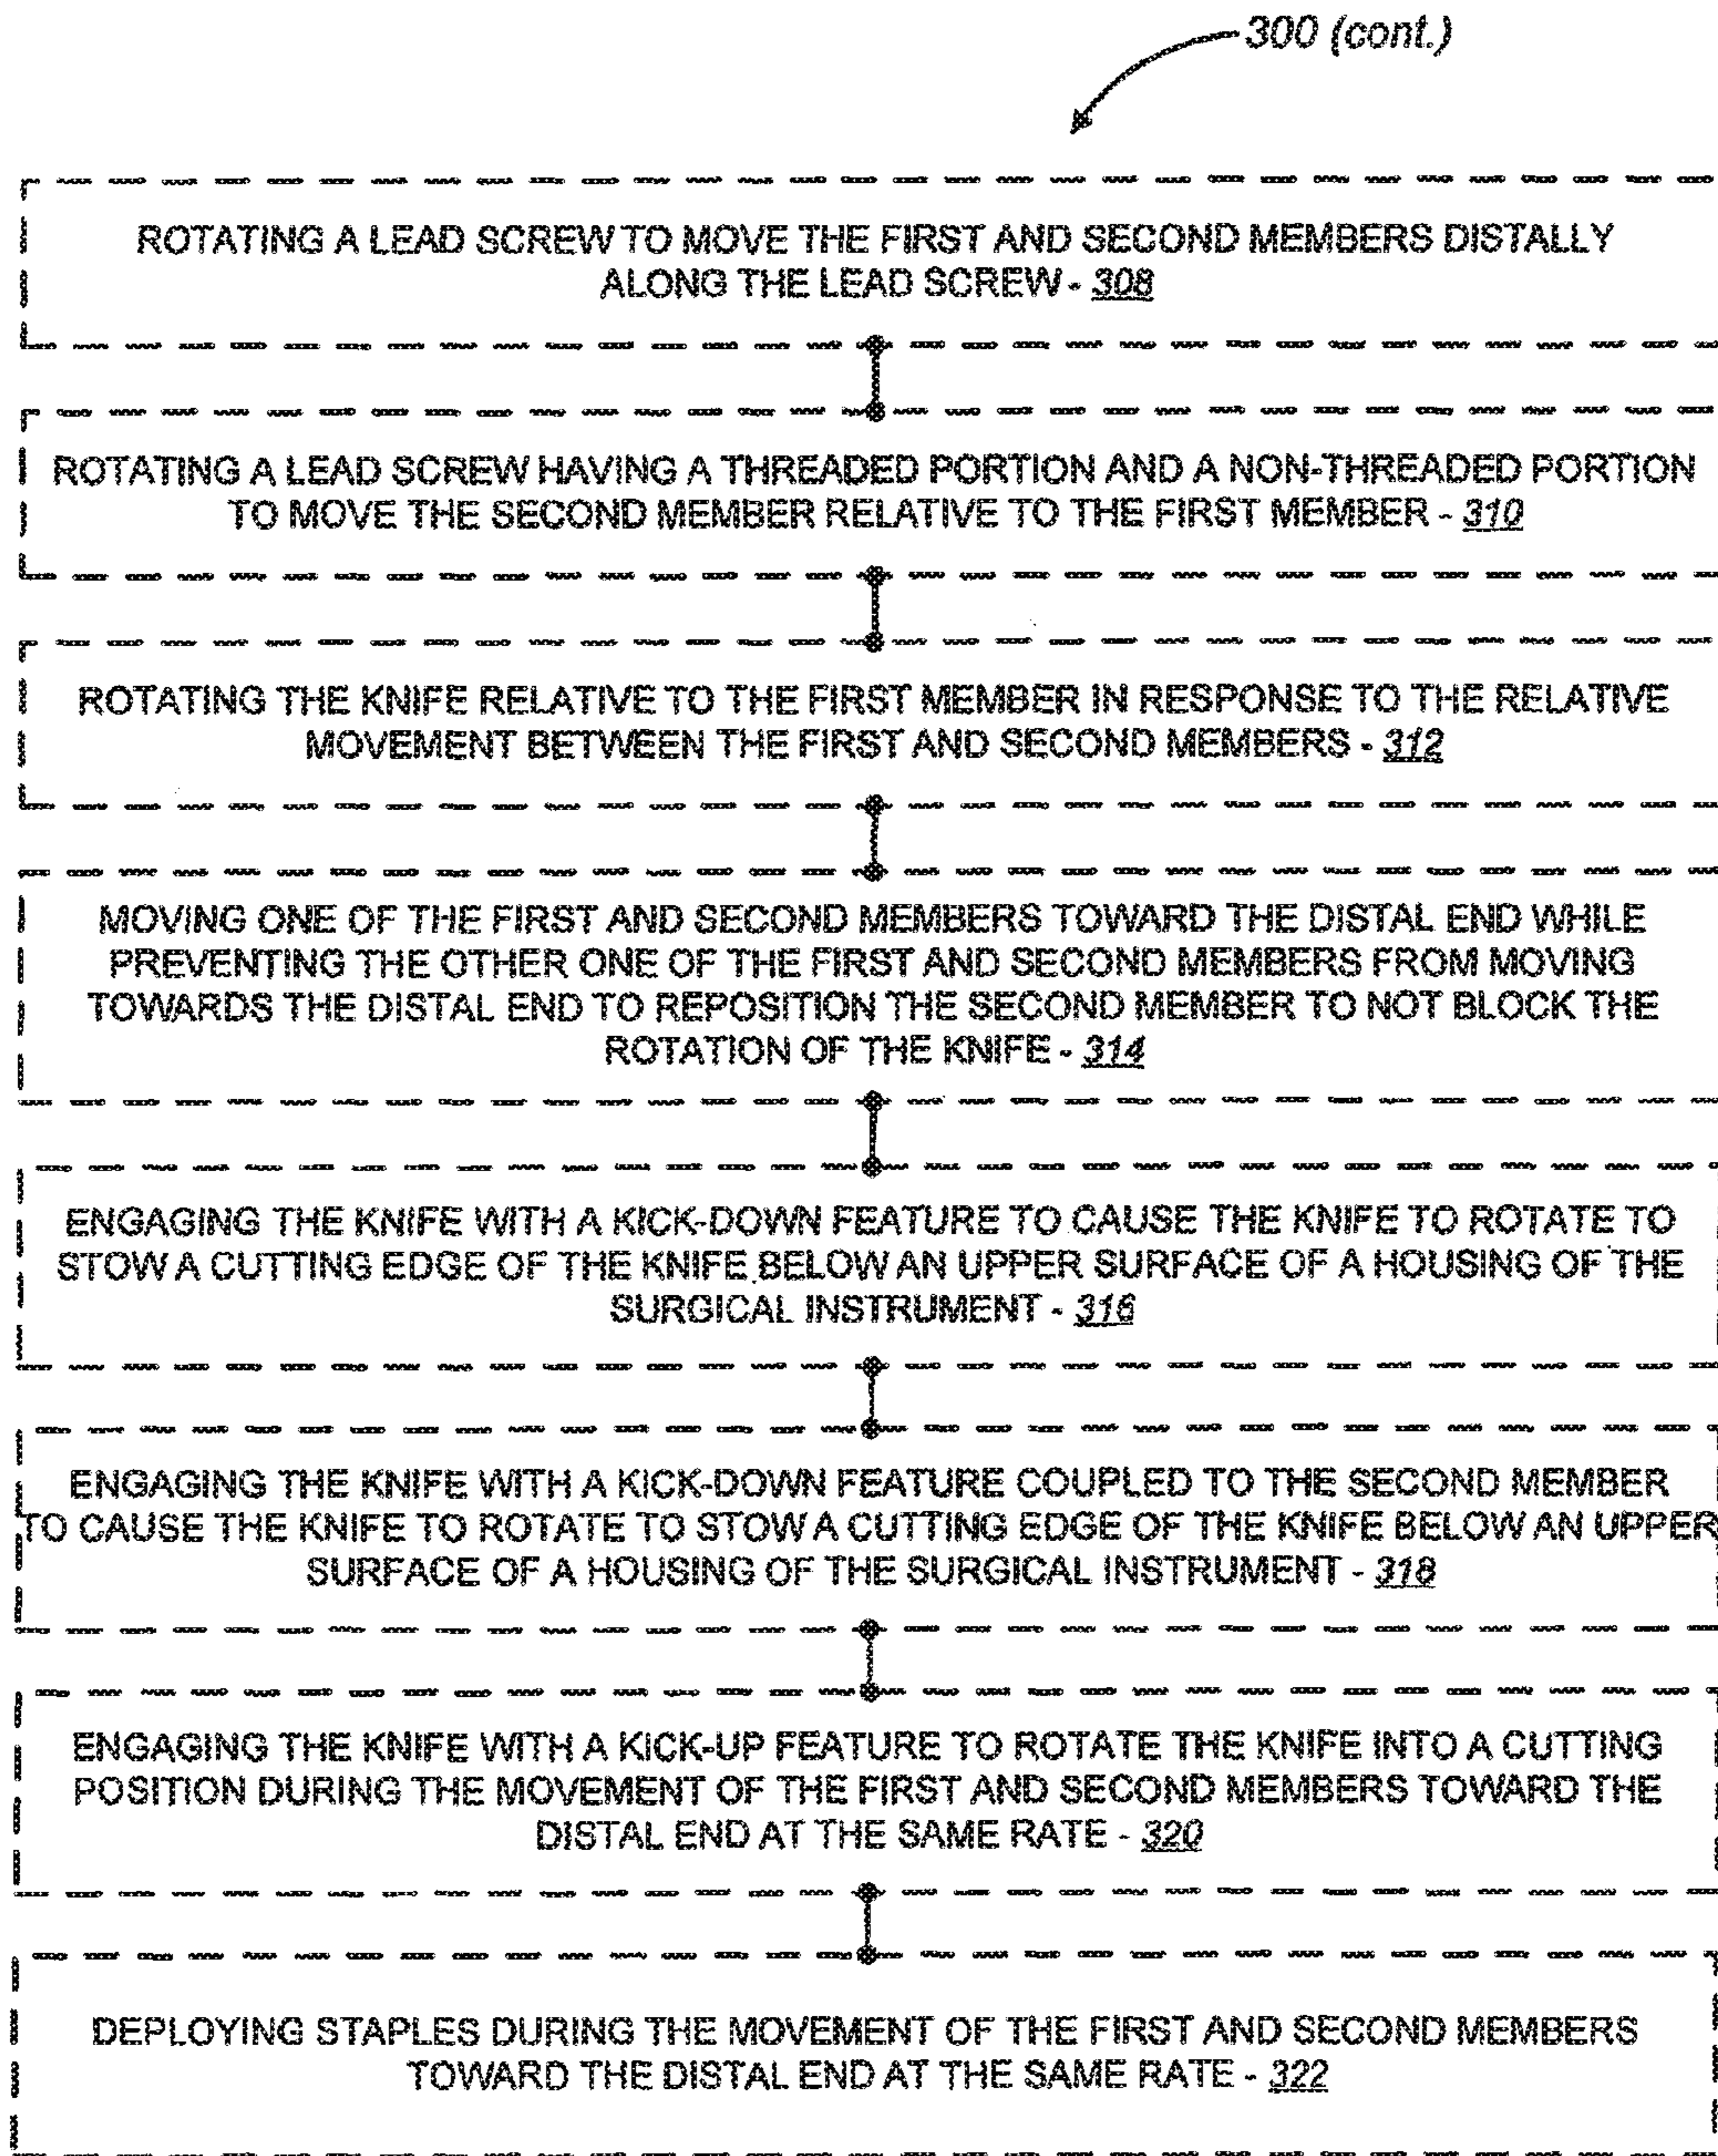 300 (cont.)
ROTATING A LEAD SCREW TO MOVE THE FIRST AND SECOND MEMBERS DISTALLY
ALONG THE LEAD SCREW - 308
ROTATING A LEAD SCREW HAVING A THREADED PORTION AND A NON-THREADED PORTION
TO MOVE THE SECOND MEMBER RELATIVE TO THE FIRST MEMBER - 310
ROTATING THE KNIFE RELATIVE TO THE FIRST MEMBER IN RESPONSE TO THE RELATIVE
MOVEMENT BETWEEN THE FIRST AND SECOND MEMBERS - 312
MOVING ONE OF THE FIRST AND SECOND MEMBERS TOWARD THE DISTAL END WHILE
PREVENTING THE OTHER ONE OF THE FIRST AND SECOND MEMBERS FROM MOVING
TOWARDS THE DISTAL END TO REPOSITION THE SECOND MEMBER TO NOT BLOCK THE
ROTATION OF THE KNIFE - 314
ENGAGING THE KNIFE WITH A KICK-DOWN FEATURE TO CAUSE THE KNIFE TO ROTATE TO
STOW A CUTTING EDGE OF THE KNIFE BELOW AN UPPER SURFACE OF A HOUSING OF THE
SURGICAL INSTRUMENT - 316
ENGAGING THE KNIFE WITH A KICK-DOWN FEATURE COUPLED TO THE SECOND MEMBER
TO CAUSE THE KNIFE TO ROTATE TO STOW A CUTTING EDGE OF THE KNIFE BELOW AN UPPER
SURFACE OF A HOUSING OF THE SURGICAL INSTRUMENT - 318
ENGAGING THE KNIFE WITH A KICK-UP FEATURE TO ROTATE THE KNIFE INTO A CUTTING
POSITION DURING THE MOVEMENT OF THE FIRST AND SECOND MEMBERS TOWARD THE
DISTAL END AT THE SAME RATE - 320
DEPLOYING STAPLES DURING THE MOVEMENT OF THE FIRST AND SECOND MEMBERS
TOWARD THE DISTAL END AT THE SAME RATE - 322